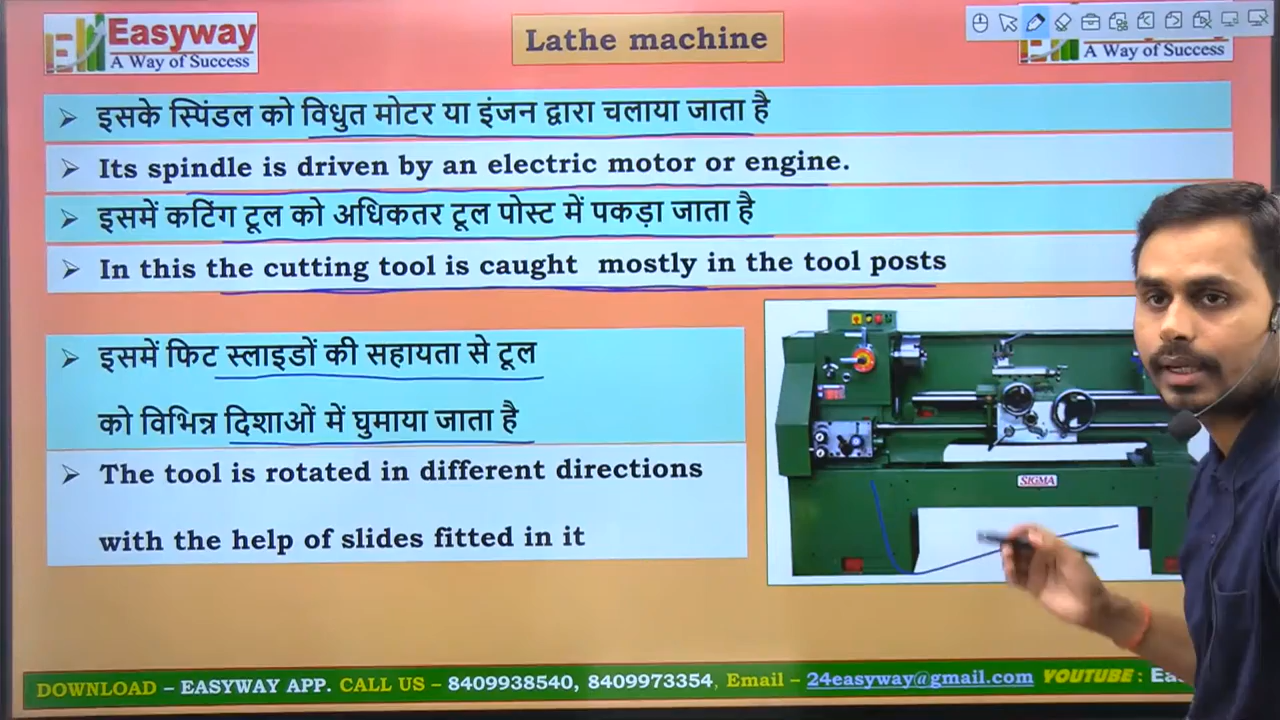 Easyway
A Way of Success
Lathe machine
A Way of Success
➢ इसके स्पिंडल को विधुत मोटर या इंजन द्वारा चलाया जाता है
➢ Its spindle is driven by an electric motor or engine.
➢ इसमें कटिंग टूल को अधिकतर टूल पोस्ट में पकड़ा जाता है
➢ In this the cutting tool is caught mostly in the tool posts
➢ इसमें फिट स्लाइडों की सहायता से टूल
को विभिन्न दिशाओं में घुमाया जाता है
➢ The tool is rotated in different directions
with the help of slides fitted in it
SIGMA
DOWNLOAD – EASYWAY APP. CALL US – 8409938540, 8409973354, Email – 24easyway@gmail.com YOUTUBE : Ea